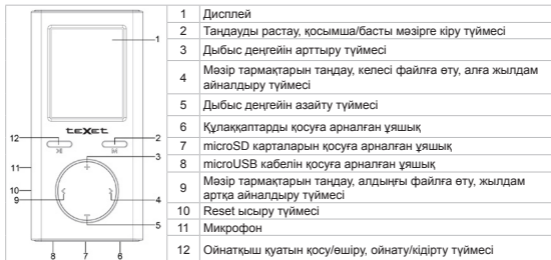 1
teXet
12
2
M
3
11
10
9
4
5
8
7
6
1 Дисплей
2 Таңдауды растау, қосымша/басты мәзірге кіру түймесі
3 Дыбыс деңгейін арттыру түймесі
4 Мәзір тармақтарын таңдау, келесі файлға өту, алға жылдам
айналдыру түймесі
5 Дыбыс деңгейін азайту түймесі
6 Құлаққаптарды қосуға арналған ұяшық
7 microSD карталарын қосуға арналған ұяшық
8 microUSB кабелін қосуға арналған ұяшық
9 Мәзір тармақтарын таңдау, алдыңғы файлға өту, жылдам
артқа айналдыру түймесі
10 Reset ысыру түймесі
11 Микрофон
12 Ойнатқыш қуатын қосу/өшіру, ойнату/кідірту түймесі